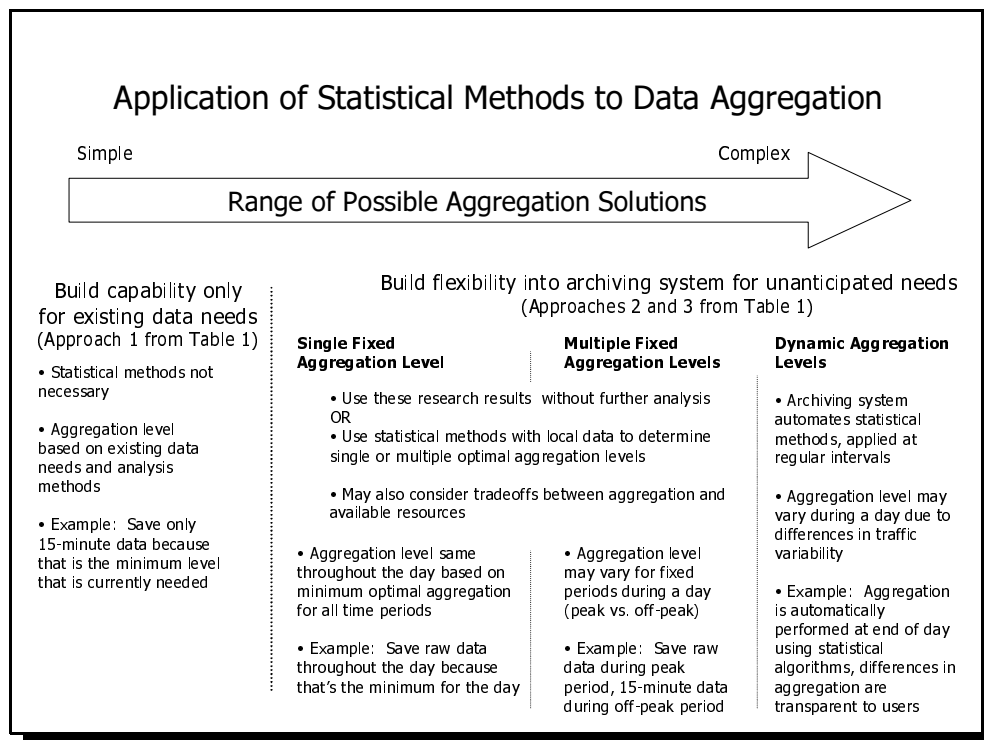 Application of Statistical Methods to Data Aggregation
Simple
Complex
Range of Possible Aggregation Solutions
Build capability only
for existing data needs
(Approach 1 from Table 1)
• Statistical methods not
necessary
• Aggregation level
based on existing data
needs and analysis
methods
• Example: Save only
15-minute data because
that is the minimum level
that is currently needed
Build flexibility into archiving system for unanticipated needs
(Approaches 2 and 3 from Table 1)
Single Fixed
Aggregation Level
Multiple Fixed
Aggregation Levels
• Use these research results without further analysis
OR
• Use statistical methods with local data to determine
single or multiple optimal aggregation levels
• May also consider tradeoffs between aggregation and
available resources
• Aggregation level same
throughout the day based on
minimum optimal aggregation
for all time periods
• Example: Save raw data
throughout the day because
that's the minimum for the day
• Aggregation level
may vary for fixed
periods during a day
(peak vs. off-peak)
• Example: Save raw
data during peak
period, 15-minute data
during off-peak period
Dynamic Aggregation
Levels
• Archiving system
automates statistical
methods, applied at
regular intervals
• Aggregation level may
vary during a day due to
differences in traffic
variability
• Example: Aggregation
is automatically
performed at end of day
using statistical
algorithms, differences in
aggregation are
transparent to users